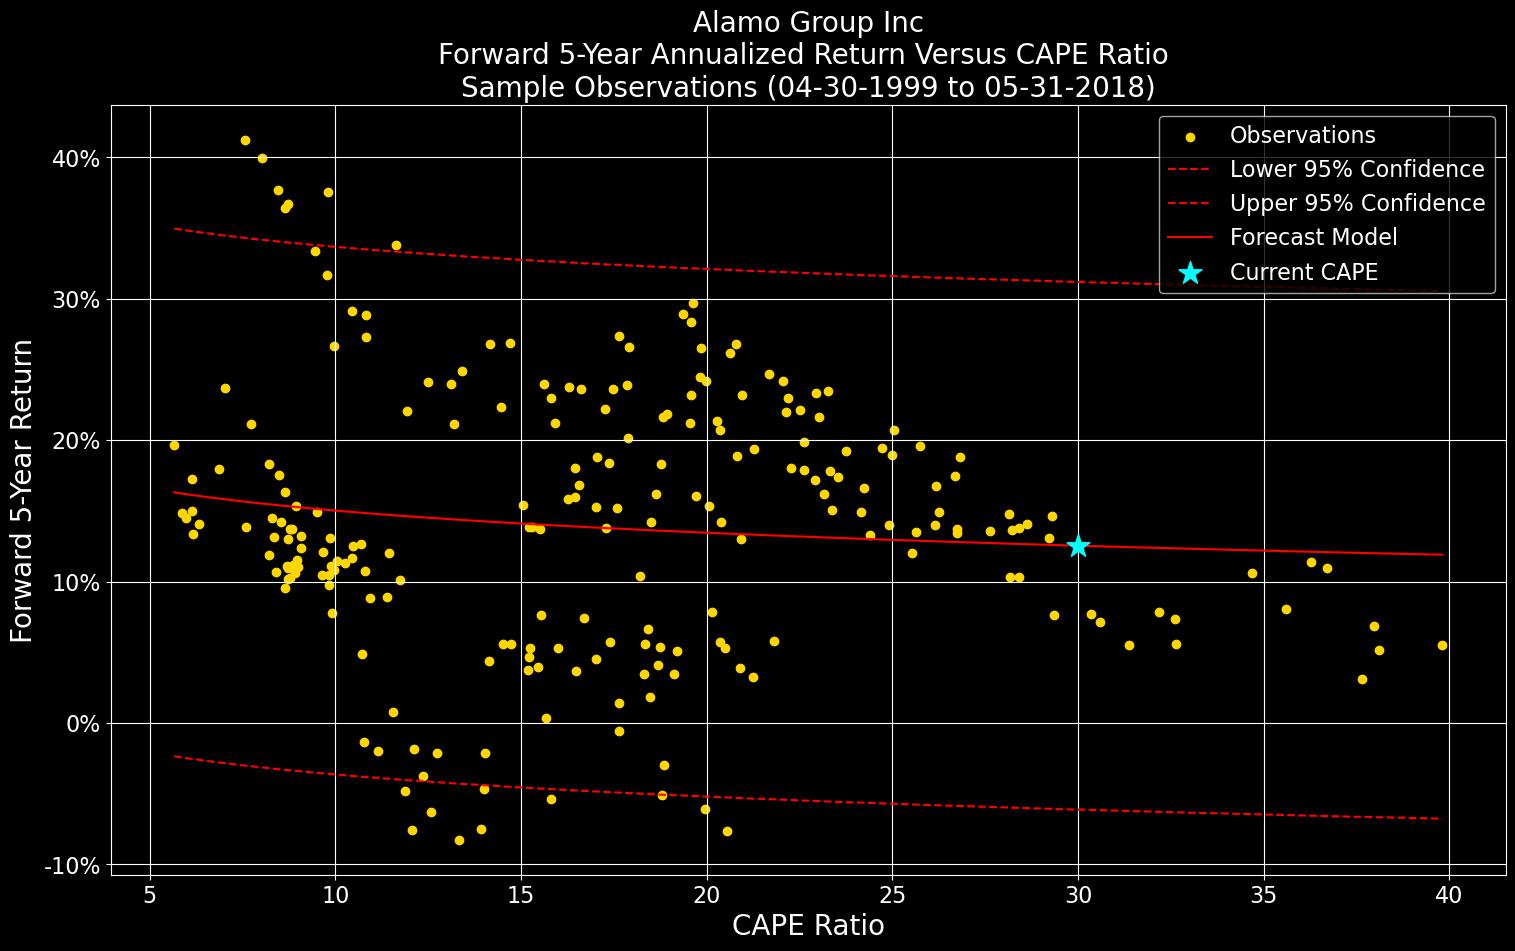 Alamo Group Inc
Forward 5-Year Annualized Return Versus CAPE Ratio
Sample Observations (04-30-1999 to 05-31-2018)
Observations
Lower 95% Confidence
Upper 95% Confidence
Forecast Model
Current CAPE
Forward 5-Year Return
40%
30%
20%
10%
0%
-10%
5 10 15 20 25 30 35 40
CAPE Ratio